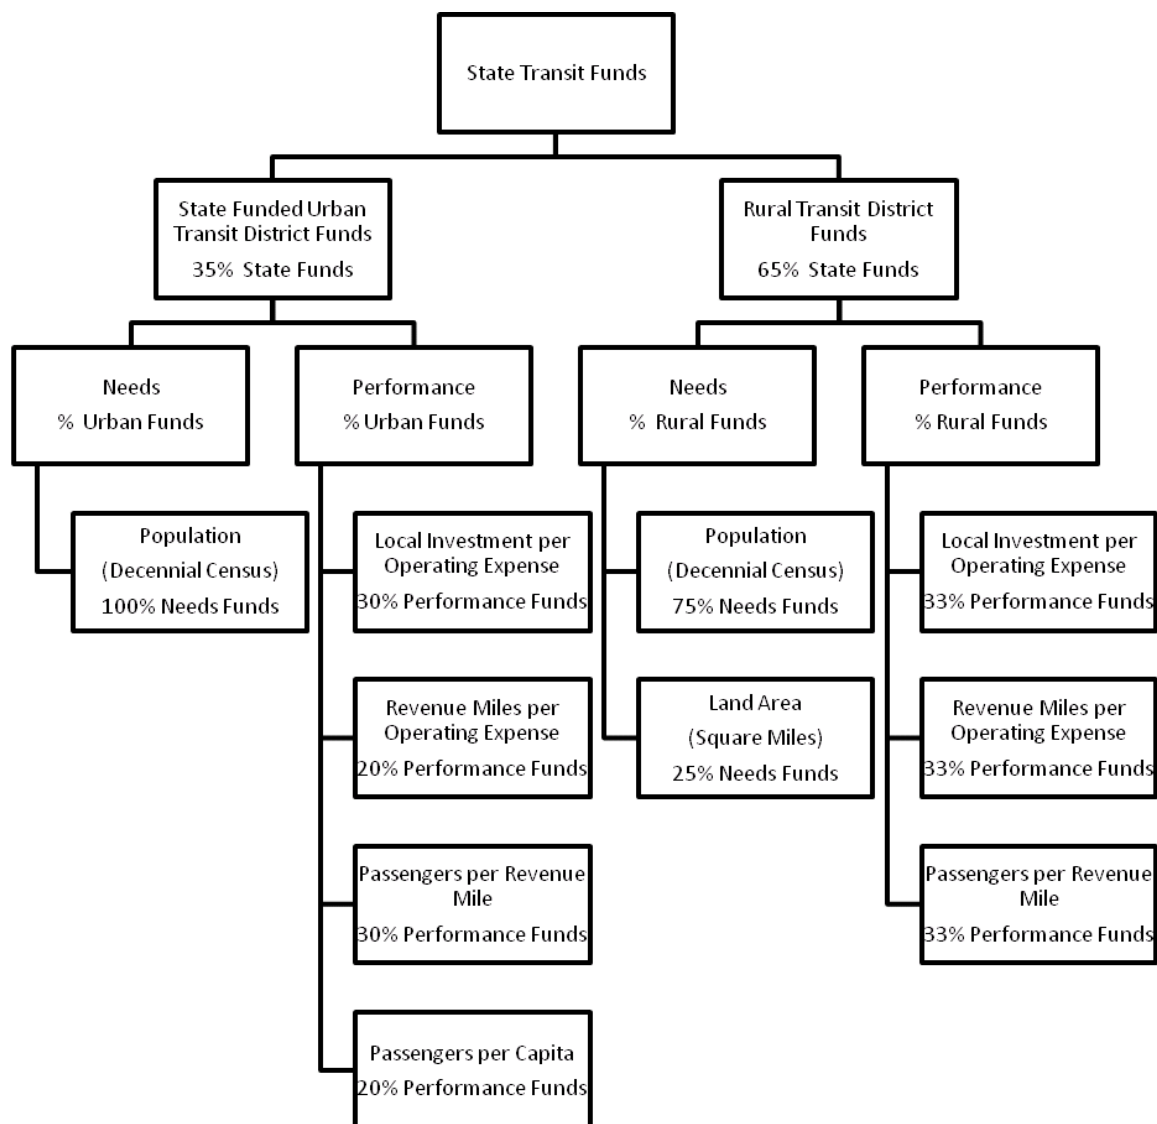 State Transit Funds
State Funded Urban
Transit District Funds
35% State Funds
Rural Transit District
Funds
65% State Funds
Needs
% Urban Funds
Performance
% Urban Funds
Needs
% Rural Funds
Performance
% Rural Funds
Population
(Decennial Census)
100% Needs Funds
Local Investment per
Operating Expense
30% Performance Funds
Population
(Decennial Census)
75% Needs Funds
Local Investment per
Operating Expense
33% Performance Funds
Revenue Miles per
Operating Expense
20% Performance Funds
Land Area
(Square Miles)
25% Needs Funds
Revenue Miles per
Operating Expense
33% Performance Funds
Passengers per Revenue
Mile
30% Performance Funds
Passengers per Revenue
Mile
33% Performance Funds
Passengers per Capita
20% Performance Funds